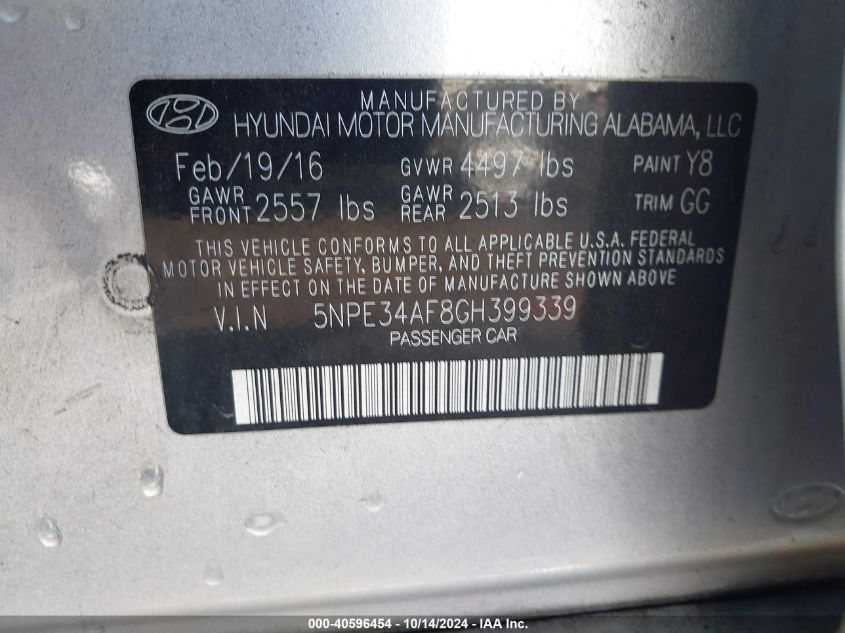 MANUFACTURED BY
HYUNDAI MOTOR MANUFACTURING ALABAMA, LLC
Feb/19/16 GVWR 4497 lbs PAINT Y8
GAWR FRONT 2557 lbs GAWR REAR 2513 lbs TRIM GG
THIS VEHICLE CONFORMS TO ALL APPLICABLE U.S.A. FEDERAL
MOTOR VEHICLE SAFETY, BUMPER, AND THEFT PREVENTION STANDARDS
IN EFFECT ON THE DATE OF MANUFACTURE SHOWN ABOVE
V.I.N 5NPE34AF8GH399339
PASSENGER CAR
000-40596454 - 10/14/2024 - IAA Inc.